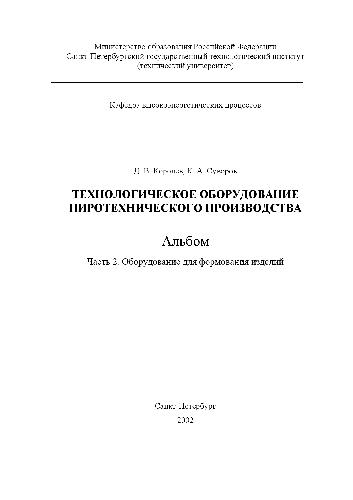 Министерство образования Российской Федерации
Санкт-Петербургский государственный технологический институт
(технический университет)
Кафедра высокоэнергетических процессов
Д. В. Королев, К. А. Суворов
ТЕХНОЛОГИЧЕСКОЕ ОБОРУДОВАНИЕ
ПИРОТЕХНИЧЕСКОГО ПРОИЗВОДСТВА
Альбом
Часть 2. Оборудование для формования изделий
Санкт-Петербург
2002